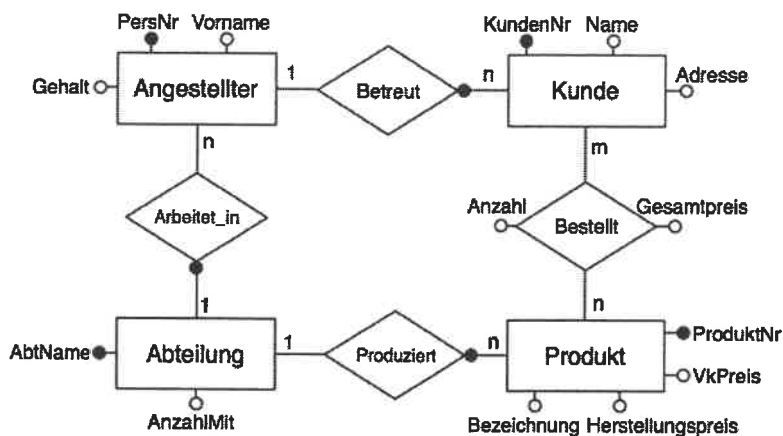 PersNr Vorname
KundenNr Name
Gehalt Angestellter 1 Betreut n Kunde Adresse
n
m
Arbeitet_in
Anzahl Bestellt Gesamtpreis
1
n
AbtName Abteilung 1 Produziert n Produkt ProduktNr
VkPreis
AnzahlMit
Bezeichnung Herstellungspreis